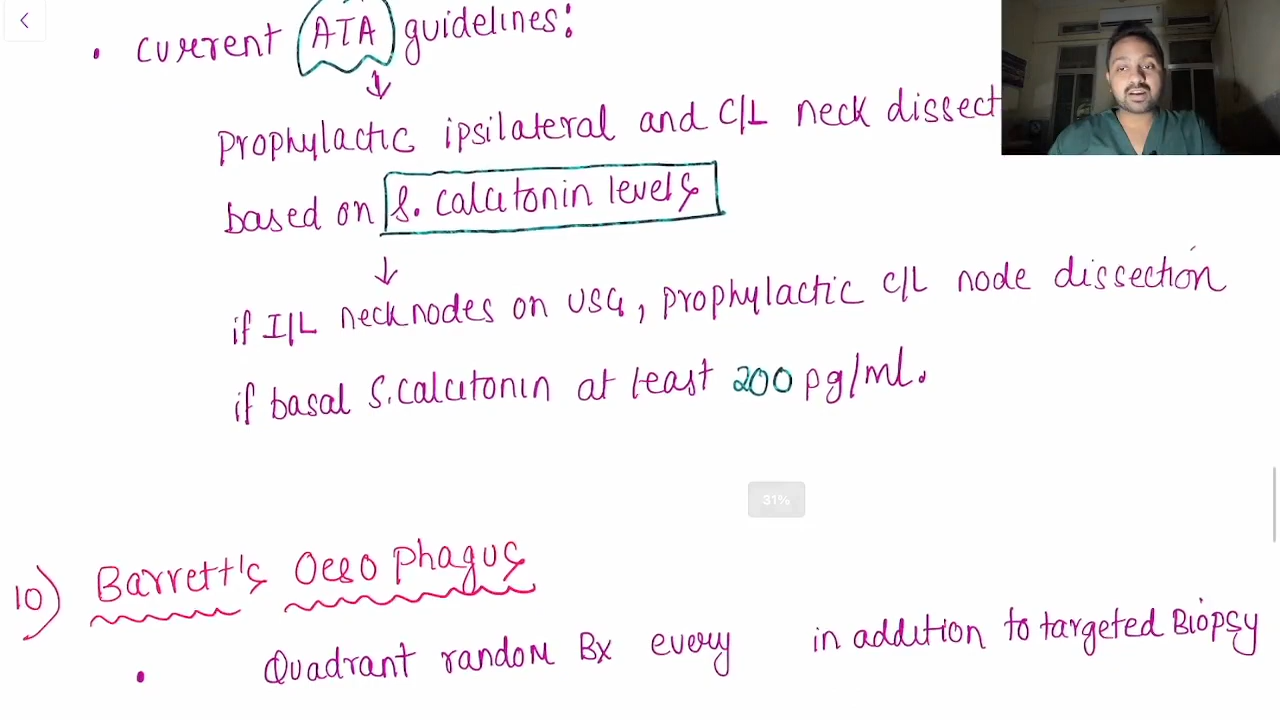 • current ATA guidelines:
prophylactic ipsilateral and C/L neck dissect
based on S. calcitonin levels
if I/L neck nodes on USG, prophylactic C/L node dissection
if basal S. calcitonin at least 200 pg/ml.
31%
10) Barrett's Oesophagus
• Quadrant random Bx every in addition to targeted Biopsy